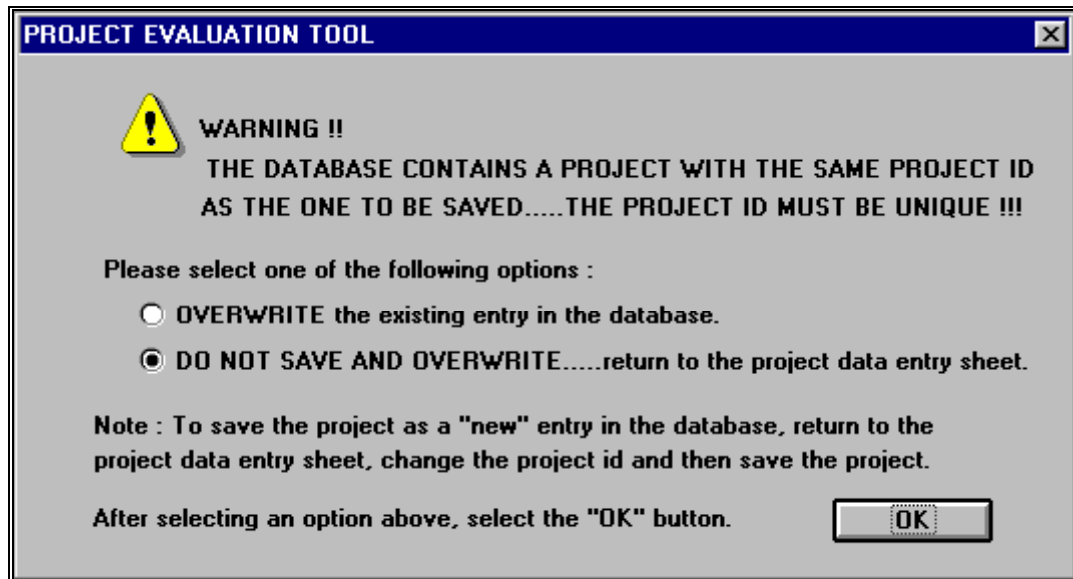 PROJECT EVALUATION TOOL
WARNING !!
THE DATABASE CONTAINS A PROJECT WITH THE SAME PROJECT ID
AS THE ONE TO BE SAVED.....THE PROJECT ID MUST BE UNIQUE !!!
Please select one of the following options :
OVERWRITE the existing entry in the database.
DO NOT SAVE AND OVERWRITE.....return to the project data entry sheet.
Note : To save the project as a "new" entry in the database, return to the
project data entry sheet, change the project id and then save the project.
After selecting an option above, select the "OK" button.
OK